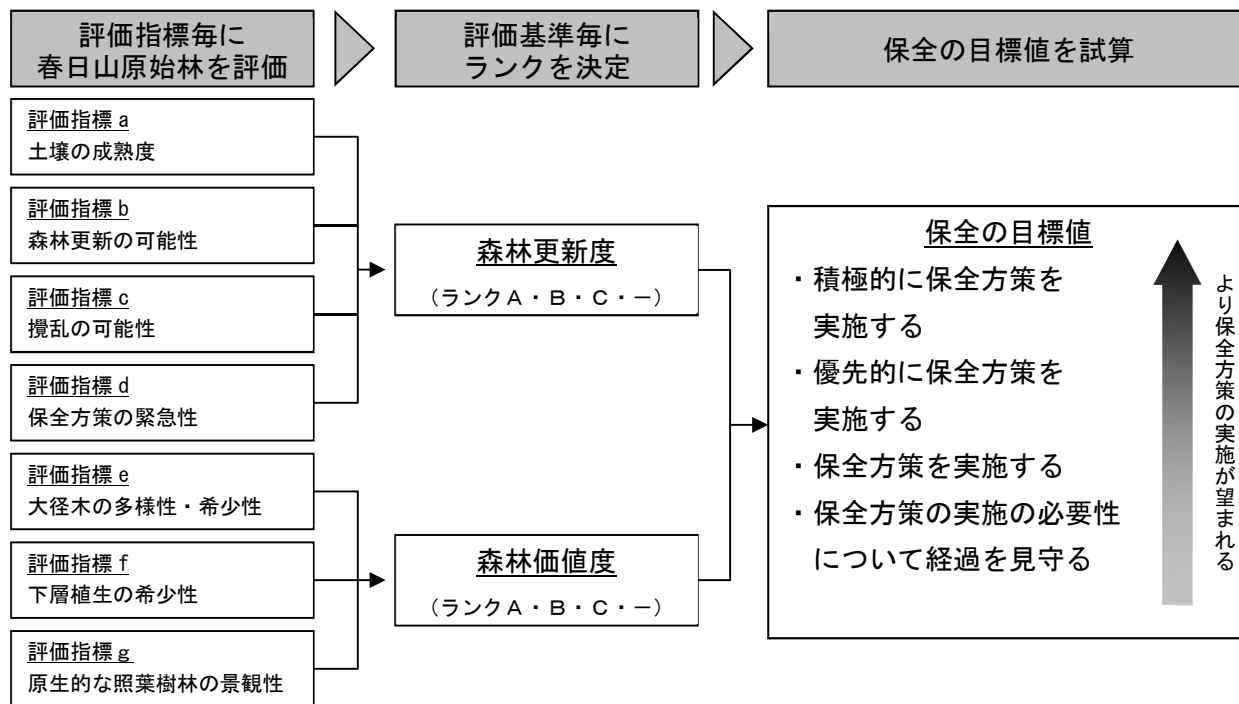 評価指標毎に
春日山原始林を評価
評価基準毎に
ランクを決定
保全の目標値を試算
評価指標 a
土壌の成熟度
評価指標 b
森林更新の可能性
評価指標 c
攪乱の可能性
評価指標 d
保全方策の緊急性
評価指標 e
大径木の多様性・希少性
評価指標 f
下層植生の希少性
評価指標 g
原生的な照葉樹林の景観性
森林更新度
（ランクＡ・Ｂ・Ｃ・－）
森林価値度
（ランクＡ・Ｂ・Ｃ・－）
保全の目標値
・積極的に保全方策を
実施する
・優先的に保全方策を
実施する
・保全方策を実施する
・保全方策の実施の必要性
について経過を見守る
より保全方策の実施が望まれる